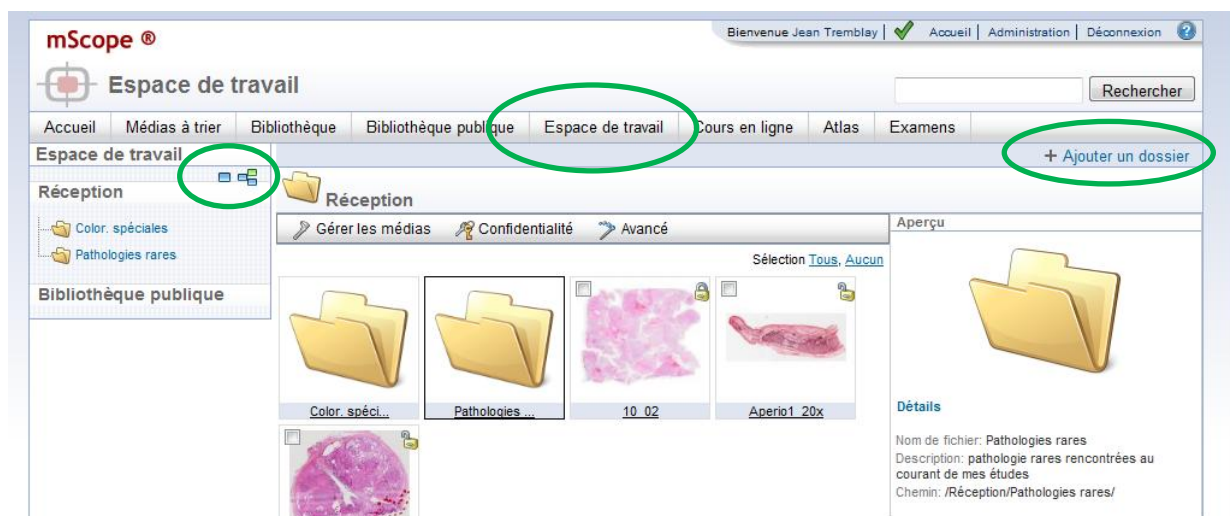 mScope ®
Bienvenue Jean Tremblay | Accueil | Administration | Déconnexion ?
Espace de travail
Rechercher
Accueil Médias à trier Bibliothèque Bibliothèque publique Espace de travail Cours en ligne Atlas Examens
Espace de travail
+ Ajouter un dossier
Réception
Color. spéciales
Pathologies rares
Bibliothèque publique
Réception
Gérer les médias Confidentialité Avancé
Sélection Tous, Aucun
Color. spéci... Pathologies ... 10_02 Aperio1_20x
Aperçu
Détails
Nom de fichier: Pathologies rares
Description: pathologie rares rencontrées au
courant de mes études
Chemin: /Réception/Pathologies rares/